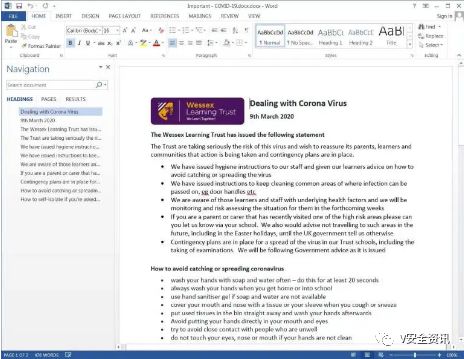 Important - COVID-19.docx.docx - Word
FILE HOME INSERT DESIGN PAGE LAYOUT REFERENCES MAILINGS REVIEW VIEW
Sign in
Cut
Copy
Paste
Format Painter
Calibri (Body) 16
Find
Replace
Select
AaBbCcDc AaBbCcDc AaBbC AaBbCc AaB
¶ Normal ¶ No Spac... Heading 1 Heading 2 Title
Clipboard Font Paragraph Styles Editing
Navigation
Search document
HEADINGS PAGES RESULTS
Dealing with Corona Virus
9th March 2020
The Wessex Learning Trust has issu...
The Trust are taking seriously the ri...
We have issued hygiene instructio...
We have issued instructions to kee...
We are aware of those learners an...
If you are a parent or carer that ha...
Contingency plans are in place for...
How to avoid catching or spreadin...
How to self-isolate if you're asked...
Wessex
Learning Trust
Dealing with Corona Virus
9th March 2020
The Wessex Learning Trust has issued the following statement
The Trust are taking seriously the risk of this virus and wish to reassure its parents, learners and
communities that action is being taken and contingency plans are in place.
• We have issued hygiene instructions to our staff and given our learners advice on how to
avoid catching or spreading the virus
• We have issued instructions to keep cleaning common areas of where infection can be
passed on, eg door handles etc
• We are aware of those learners and staff with underlying health factors and we will be
monitoring and risk assessing the situation for them in the forthcoming weeks
• If you are a parent or carer that has recently visited one of the high risk areas please can
you let us know via your school. We also would advise not travelling to such areas in the
future, including in the Easter holidays, until the UK government tell us otherwise
• Contingency plans are in place for a spread of the virus in our Trust schools, including the
taking of examinations. We will be following Government advice as it is issued
How to avoid catching or spreading coronavirus
• wash your hands with soap and water often – do this for at least 20 seconds
• always wash your hands when you get home or into school
• use hand sanitiser gel if soap and water are not available
• cover your mouth and nose with a tissue or your sleeve when you cough or sneeze
• put used tissues in the bin straight away and wash your hands afterwards
• Avoid putting your hands directly in your mouth and eyes
• try to avoid close contact with people who are unwell
• do not touch your eyes, nose or mouth if your hands are not clean
V安全资讯
PAGE 1 OF 2 478 WORDS
100%